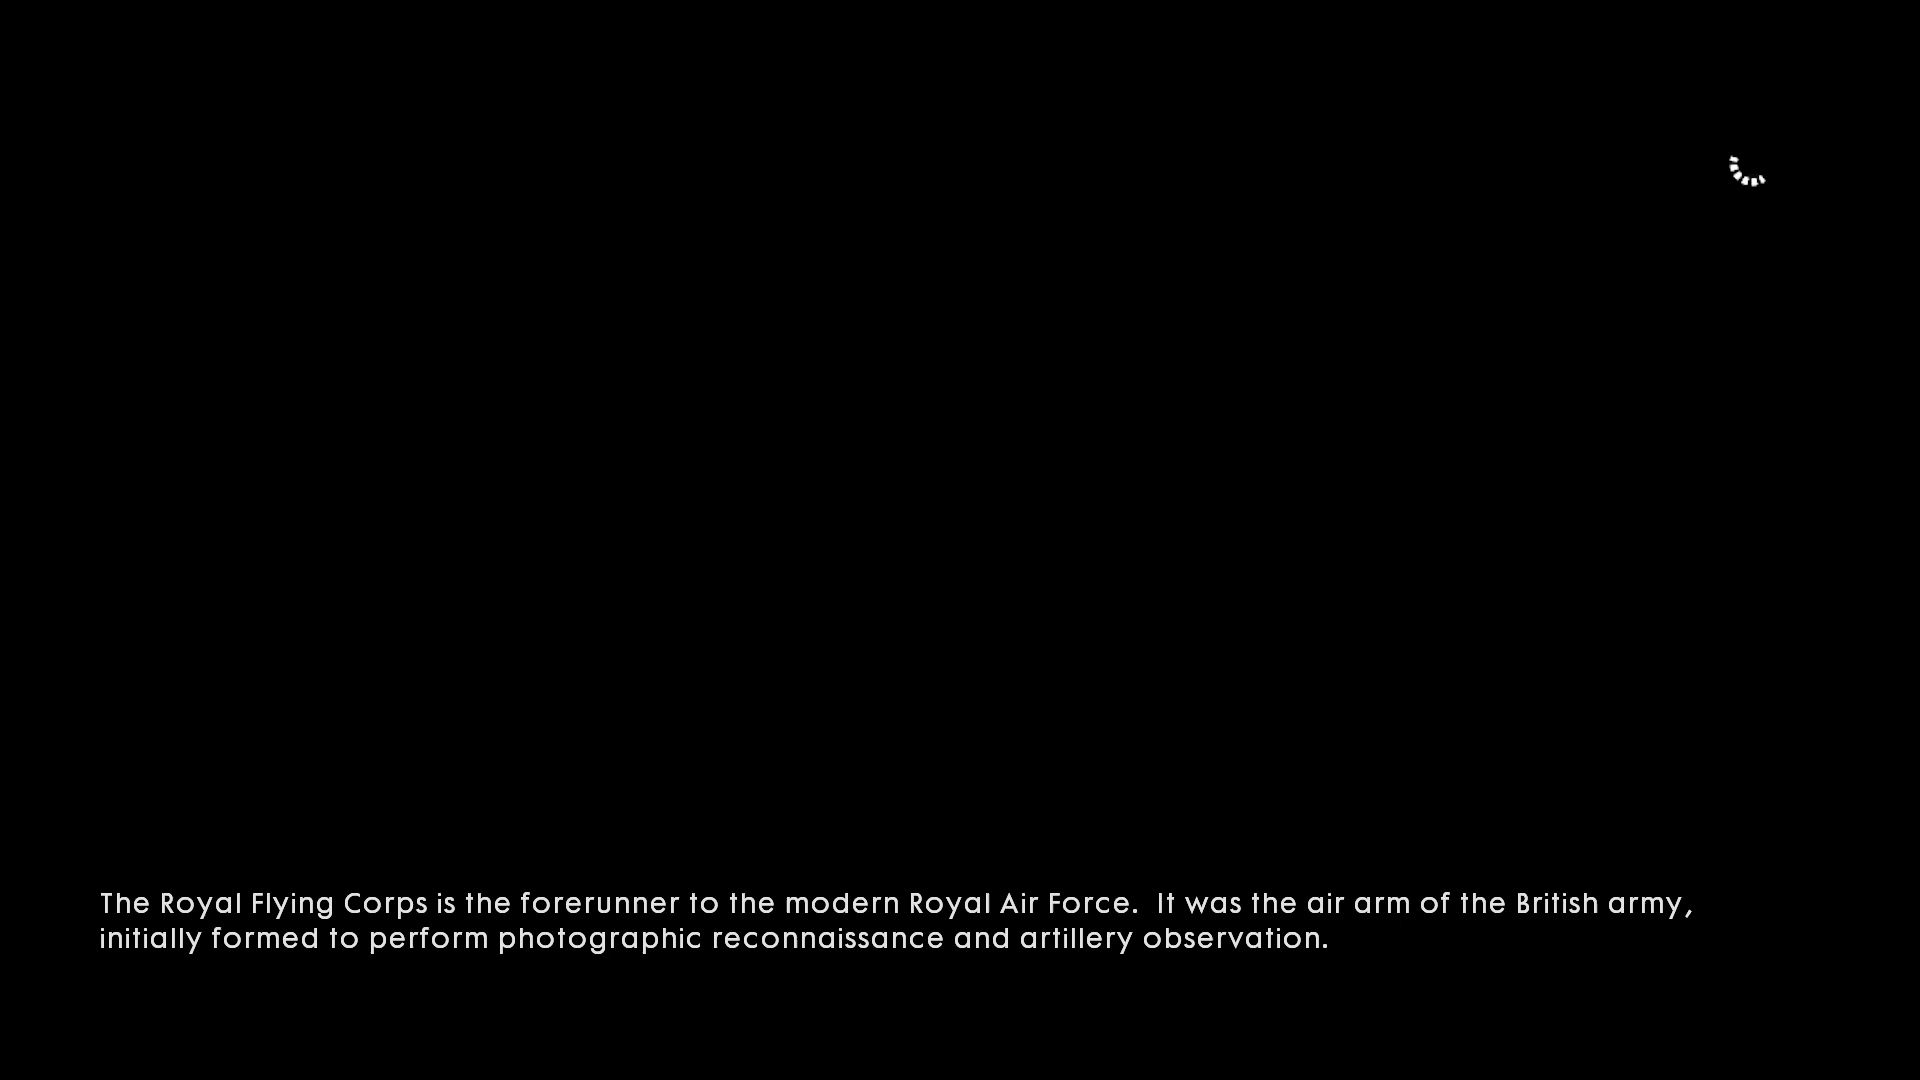 The Royal Flying Corps is the forerunner to the modern Royal Air Force.  It was the air arm of the British army,
initially formed to perform photographic reconnaissance and artillery observation.